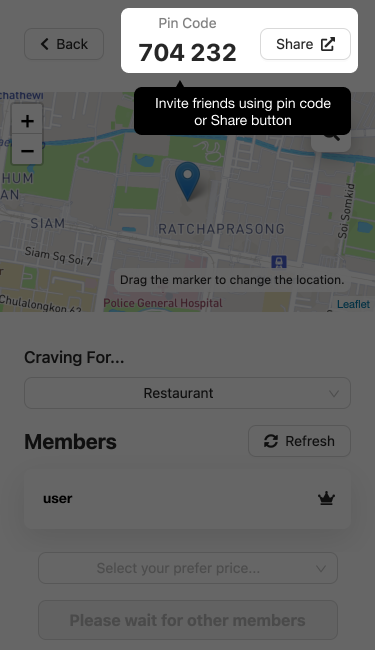 Pin Code
Back
704 232
Share
Invite friends using pin code
or Share button
chathewi
+
−
HUM
AN
SIAM
RATCHAPRASONG
Soi Somkid
Siam Sq Soi 7
Drag the marker to change the location.
Chulalongkon 62
Police General Hospital
Leaflet
Craving For...
Restaurant
Members
Refresh
user
Select your prefer price...
Please wait for other members